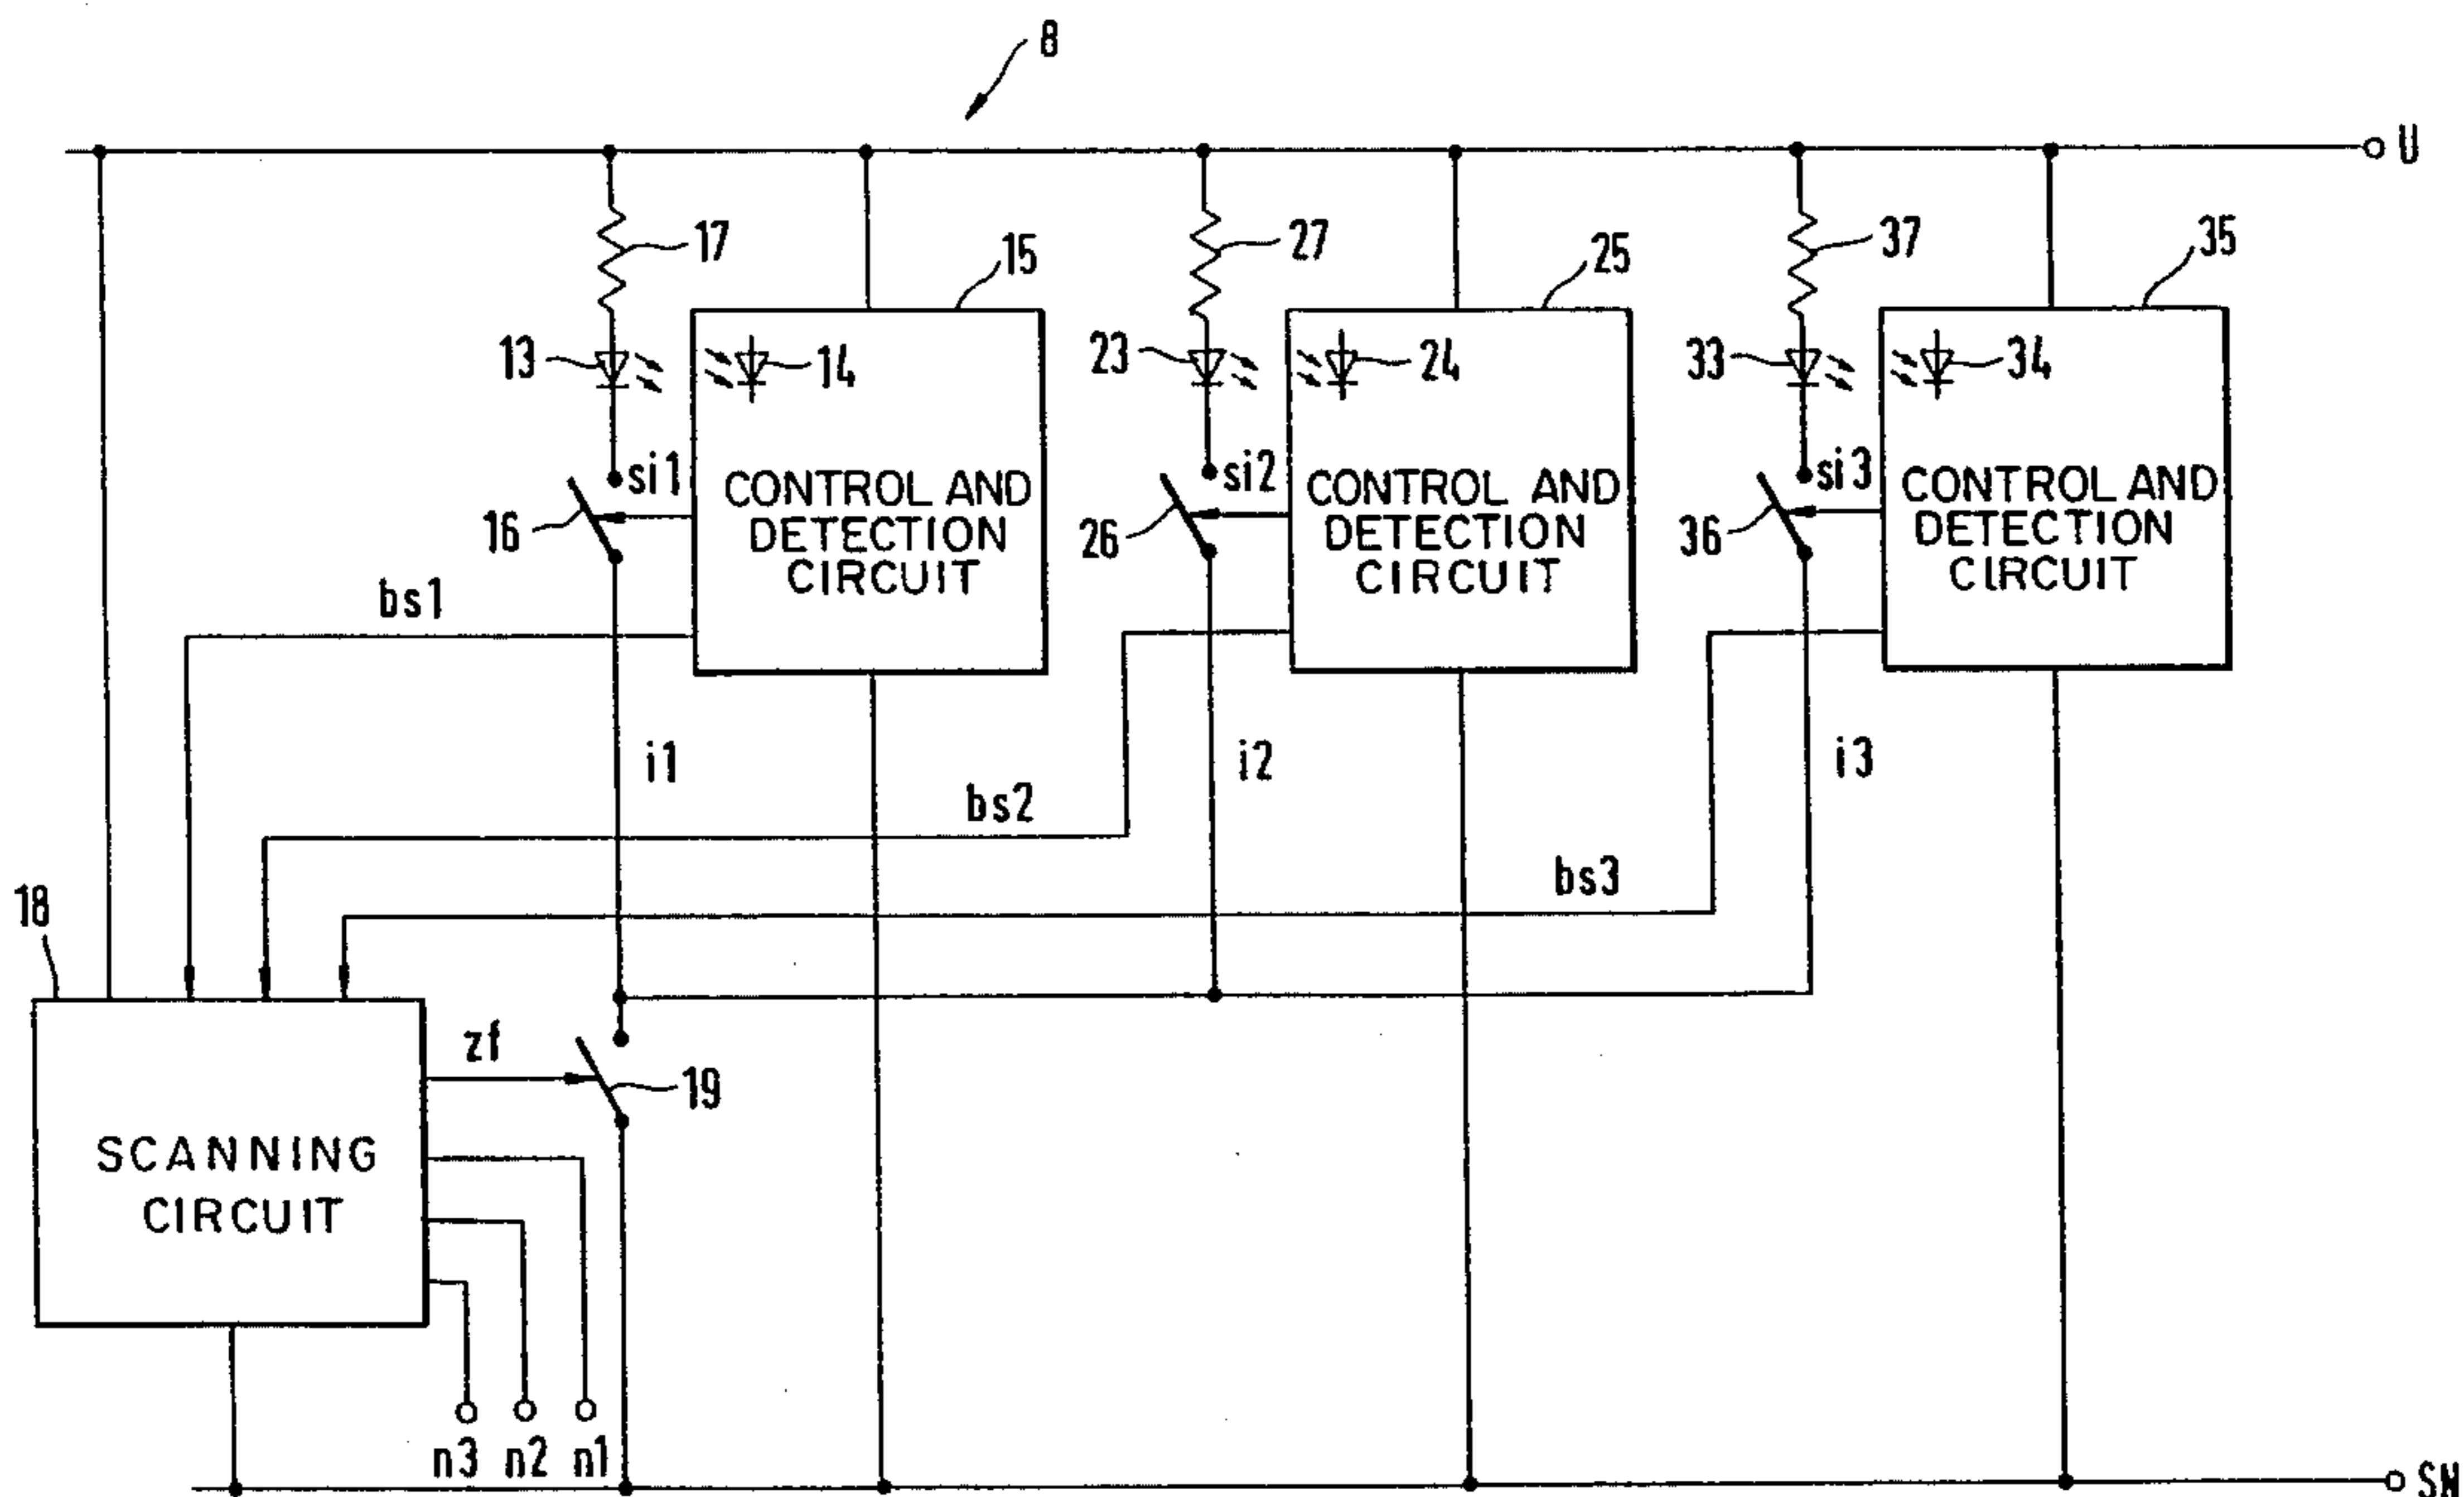 8
U
17
15
27
25
37
35
13
14
23
24
33
34
si1
si2
si3
16
26
36
CONTROL AND
DETECTION
CIRCUIT
CONTROL AND
DETECTION
CIRCUIT
CONTROL AND
DETECTION
CIRCUIT
bs1
i1
i2
i3
bs2
bs3
18
zf
19
SCANNING
CIRCUIT
n3
n2
n1